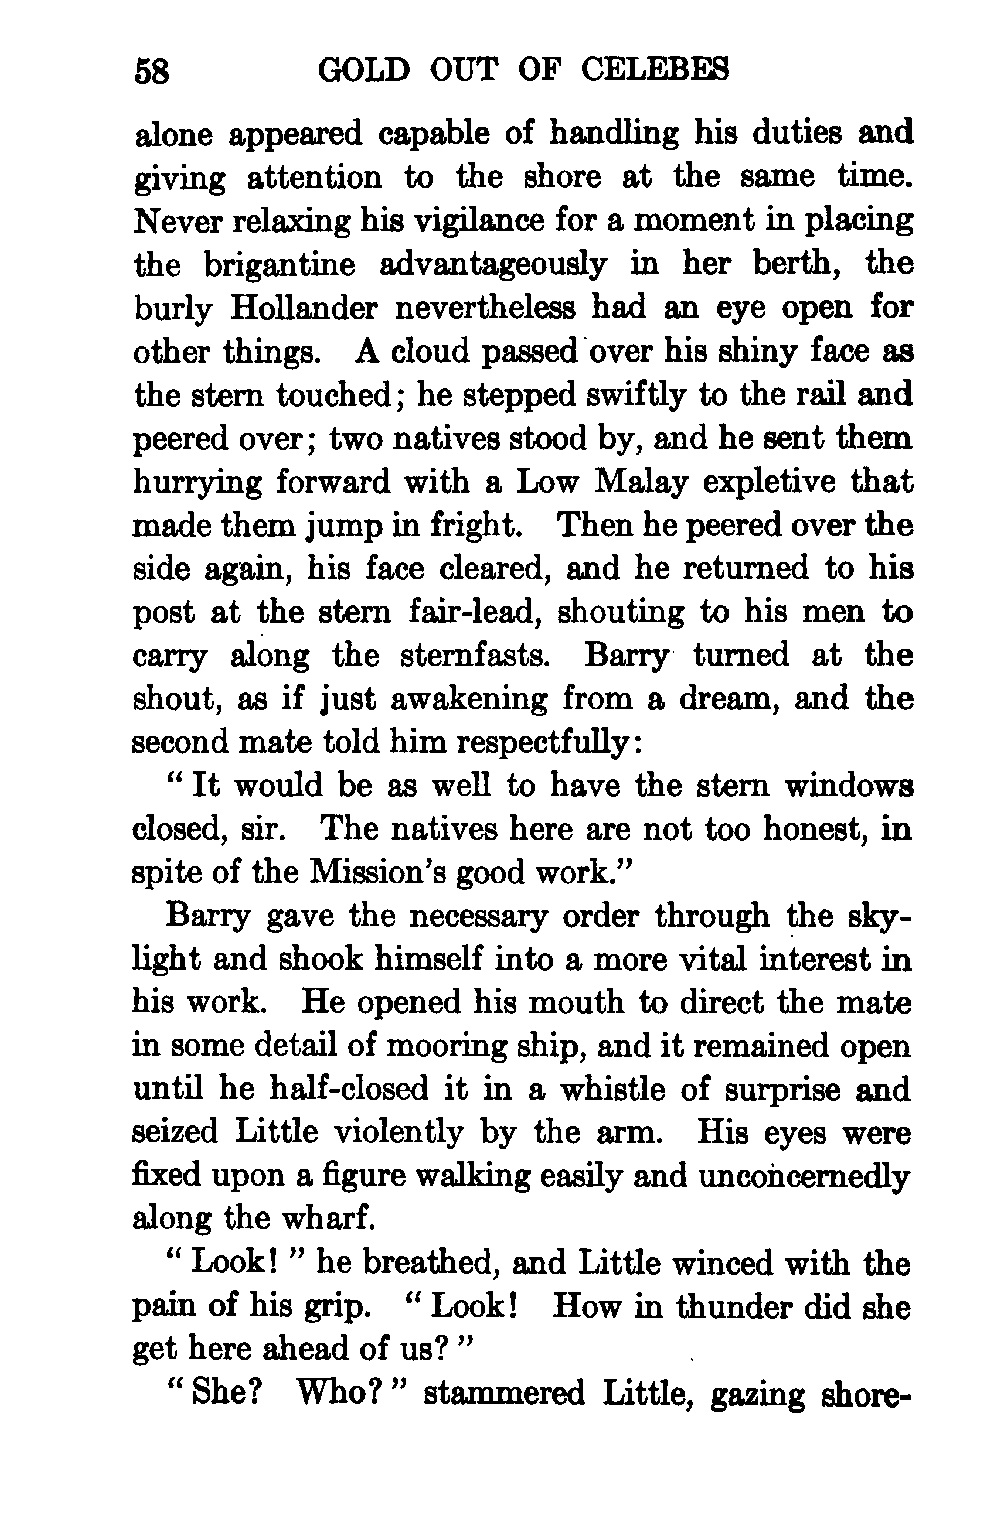 58 GOLD OUT OF CELEBES
alone appeared capable of handling his duties and
giving attention to the shore at the same time.
Never relaxing his vigilance for a moment in placing
the brigantine advantageously in her berth, the
burly Hollander nevertheless had an eye open for
other things. A cloud passed over his shiny face as
the stern touched; he stepped swiftly to the rail and
peered over; two natives stood by, and he sent them
hurrying forward with a Low Malay expletive that
made them jump in fright. Then he peered over the
side again, his face cleared, and he returned to his
post at the stern fair-lead, shouting to his men to
carry along the sternfasts. Barry turned at the
shout, as if just awakening from a dream, and the
second mate told him respectfully:
“It would be as well to have the stern windows
closed, sir. The natives here are not too honest, in
spite of the Mission’s good work.”
Barry gave the necessary order through the sky-
light and shook himself into a more vital interest in
his work. He opened his mouth to direct the mate
in some detail of mooring ship, and it remained open
until he half-closed it in a whistle of surprise and
seized Little violently by the arm. His eyes were
fixed upon a figure walking easily and unconcernedly
along the wharf.
“Look!” he breathed, and Little winced with the
pain of his grip. “Look! How in thunder did she
get here ahead of us?”
“She? Who?” stammered Little, gazing shore-